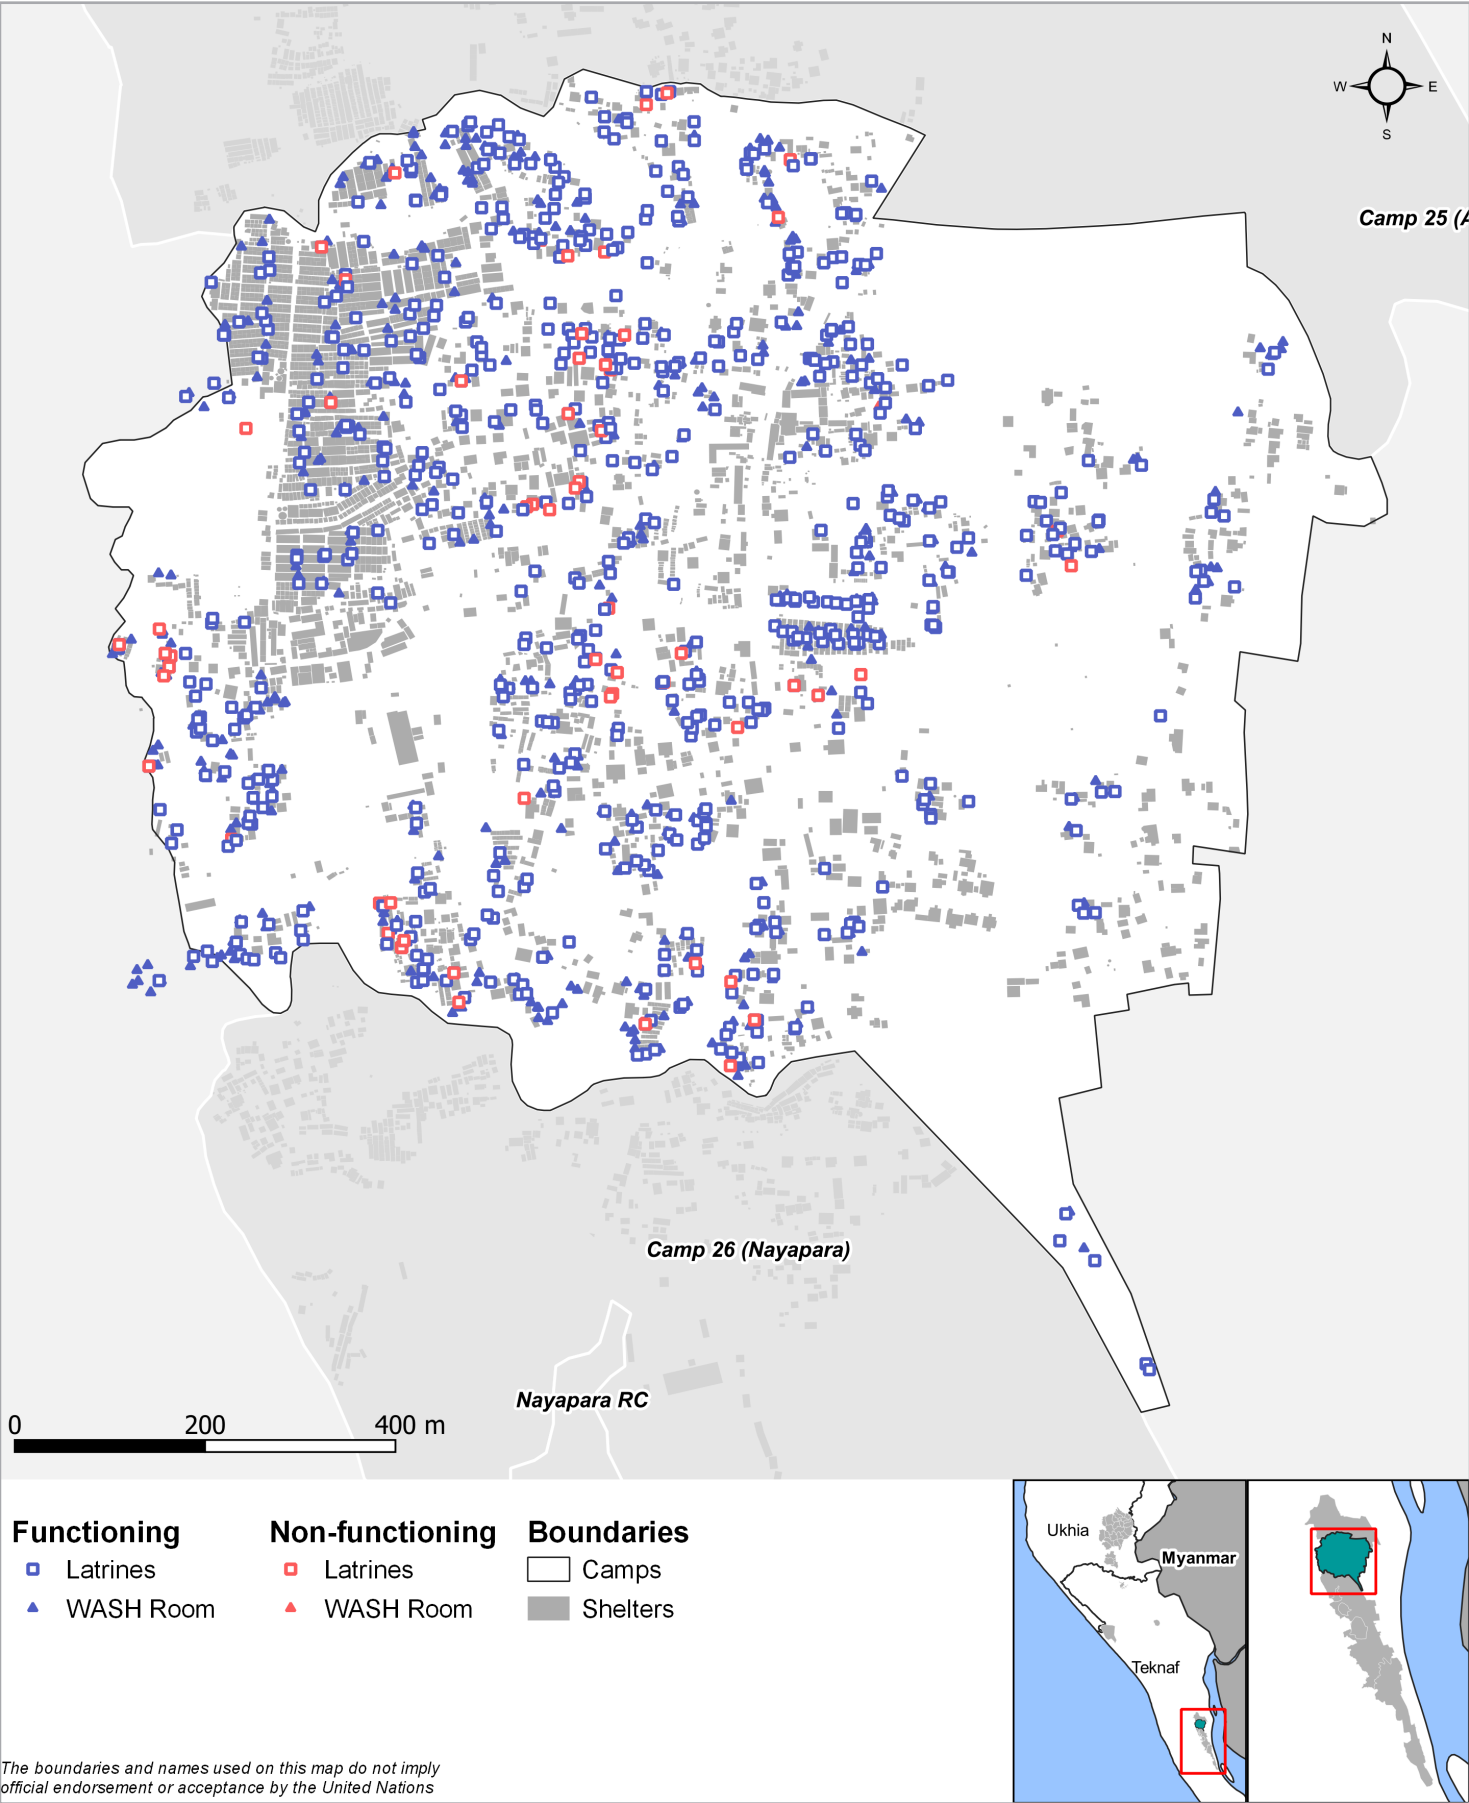 N
W E
S
Camp 25 (A
Camp 26 (Nayapara)
Nayapara RC
0 200 400 m
Functioning Non-functioning Boundaries
Latrines Latrines Camps
WASH Room WASH Room Shelters
Ukhia
Myanmar
Teknaf
The boundaries and names used on this map do not imply
official endorsement or acceptance by the United Nations